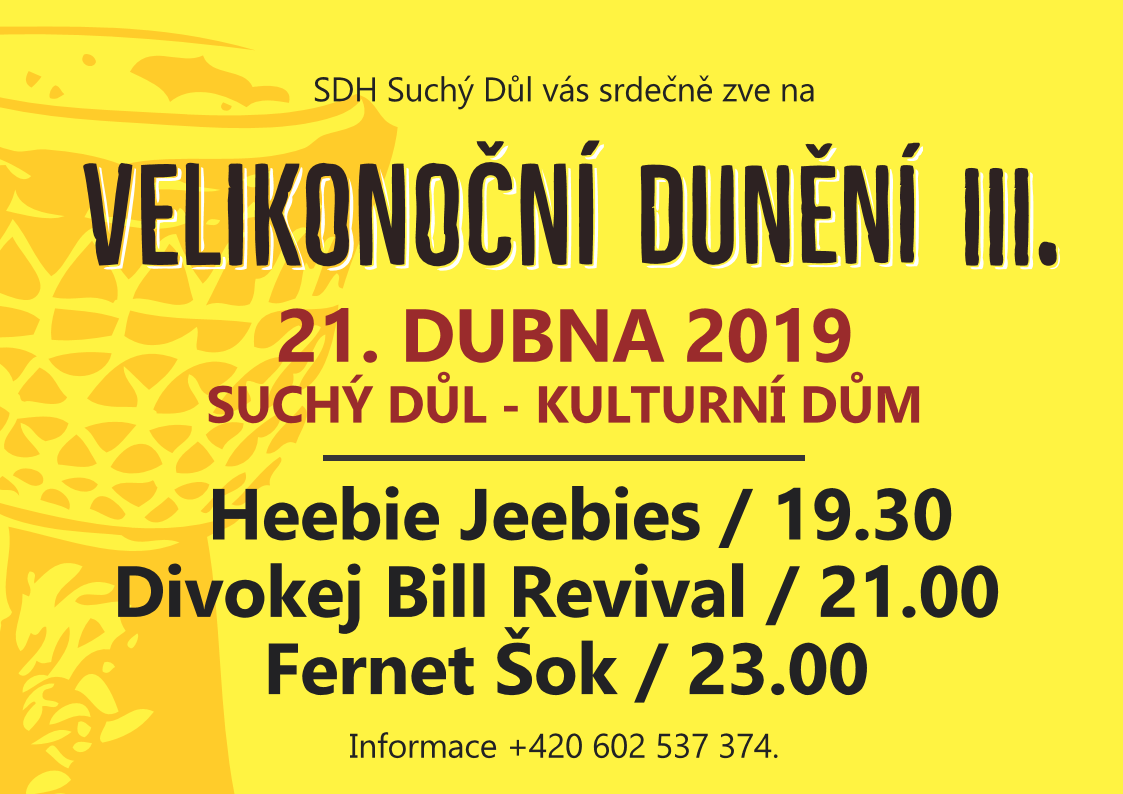 SDH Suchý Důl vás srdečně zve na
VELIKONOČNÍ DUNĚNÍ III.
21. DUBNA 2019
SUCHÝ DŮL - KULTURNÍ DŮM
Heebie Jeebies / 19.30
Divokej Bill Revival / 21.00
Fernet Šok / 23.00
Informace +420 602 537 374.